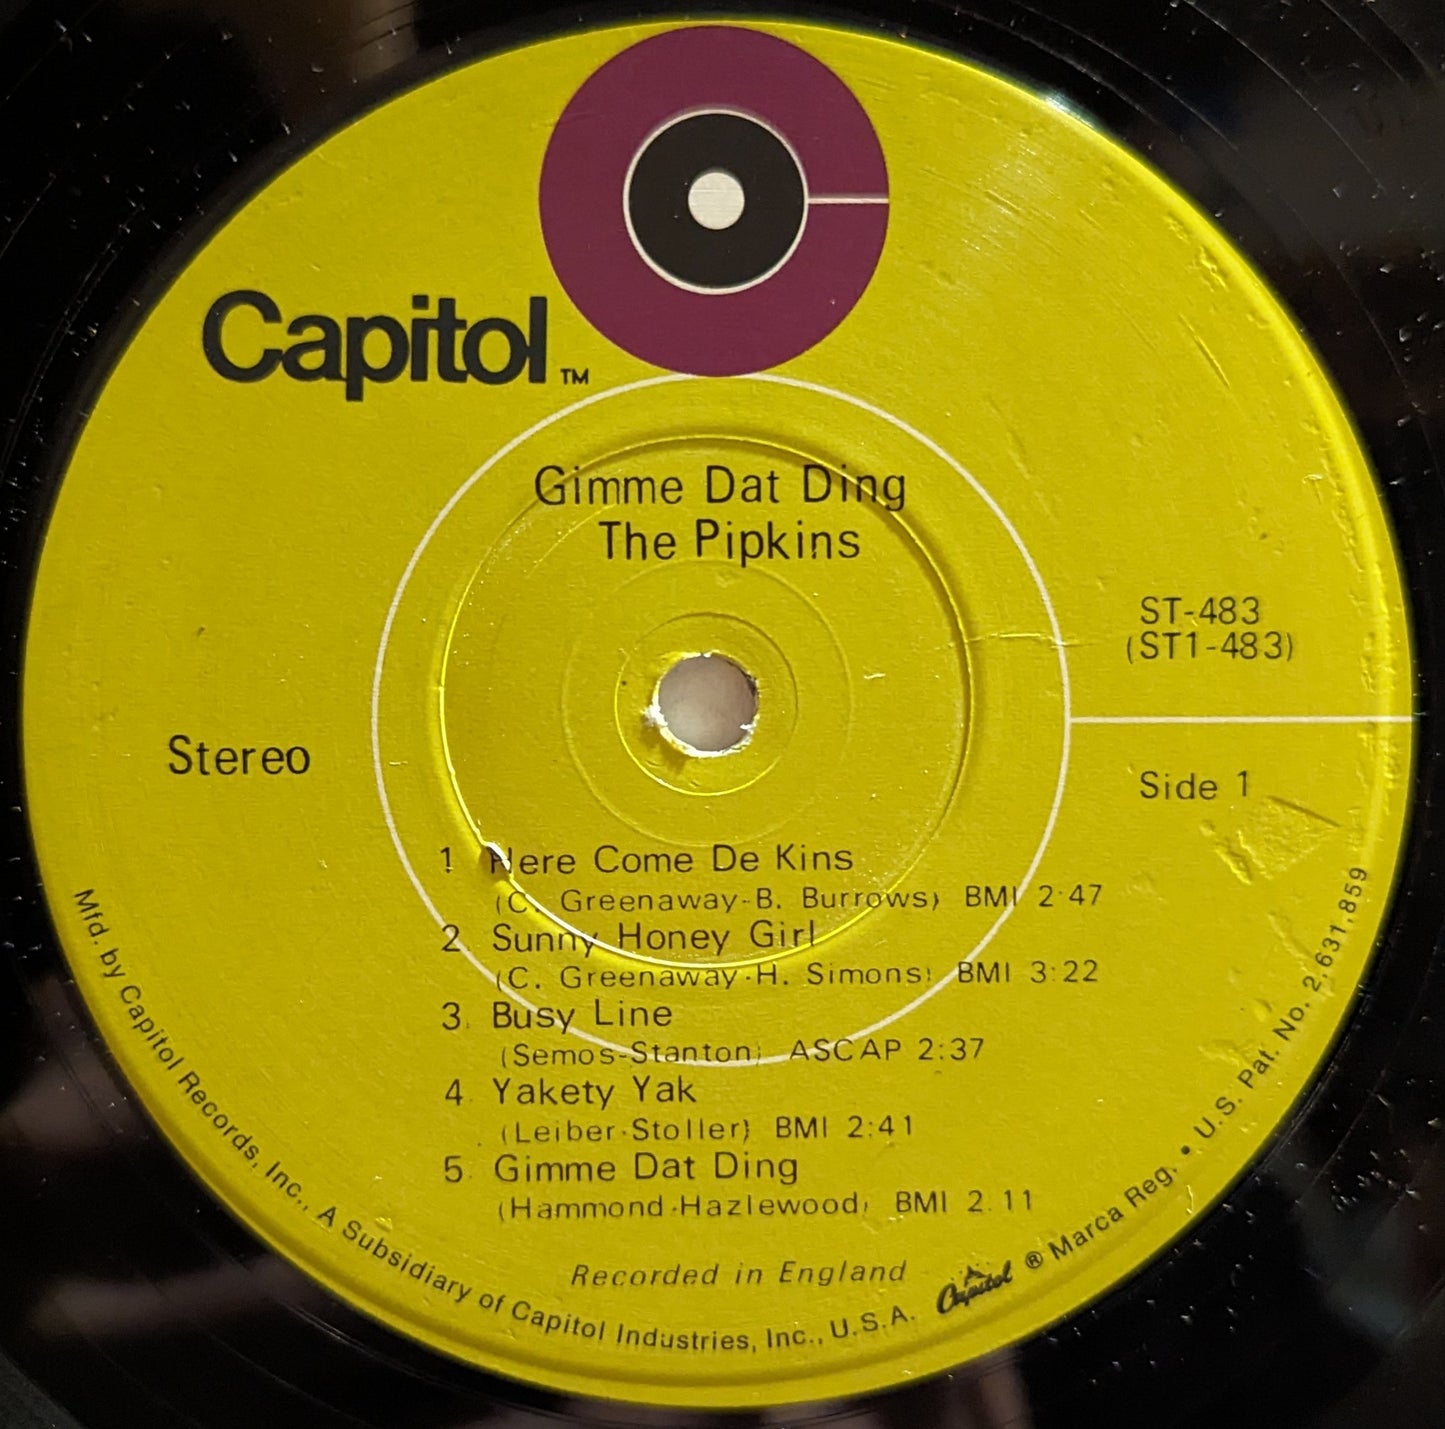 Capitol™
Gimme Dat Ding
The Pipkins
ST-483
(ST1-483)
Stereo
Side 1
1 Here Come De Kins
(C. Greenaway-B. Burrows) BMI 2:47
2. Sunny Honey Girl
(C. Greenaway-H. Simons) BMI 3:22
3. Busy Line
(Semos-Stanton) ASCAP 2:37
4. Yakety Yak
(Leiber-Stoller) BMI 2:41
5. Gimme Dat Ding
(Hammond-Hazlewood) BMI 2:11
Recorded in England
Mfd. by Capitol Records, Inc., A Subsidiary of Capitol Industries, Inc., U.S.A. Capitol ® Marca Reg. • U.S. Pat. No. 2,631,859